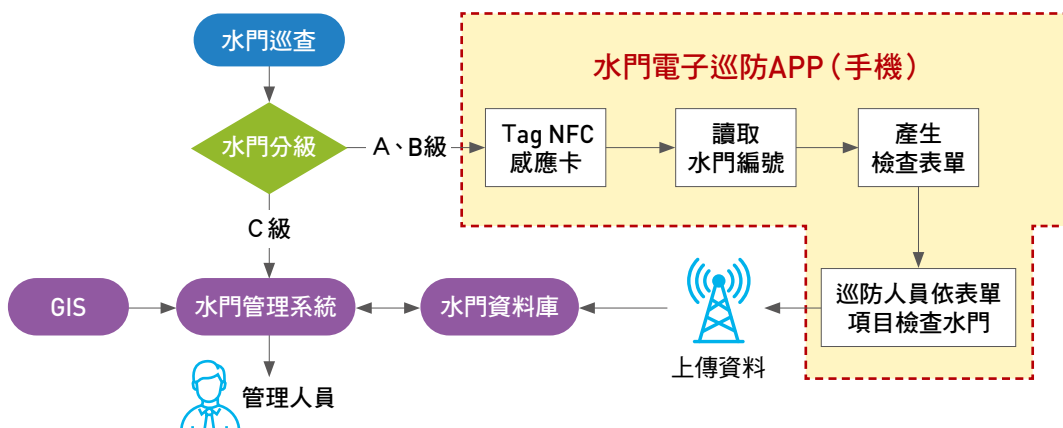 水門巡查
水門電子巡防APP（手機）
水門分級
A、B級
Tag NFC
感應卡
讀取
水門編號
產生
檢查表單
C 級
GIS
水門管理系統
水門資料庫
上傳資料
巡防人員依表單
項目檢查水門
管理人員